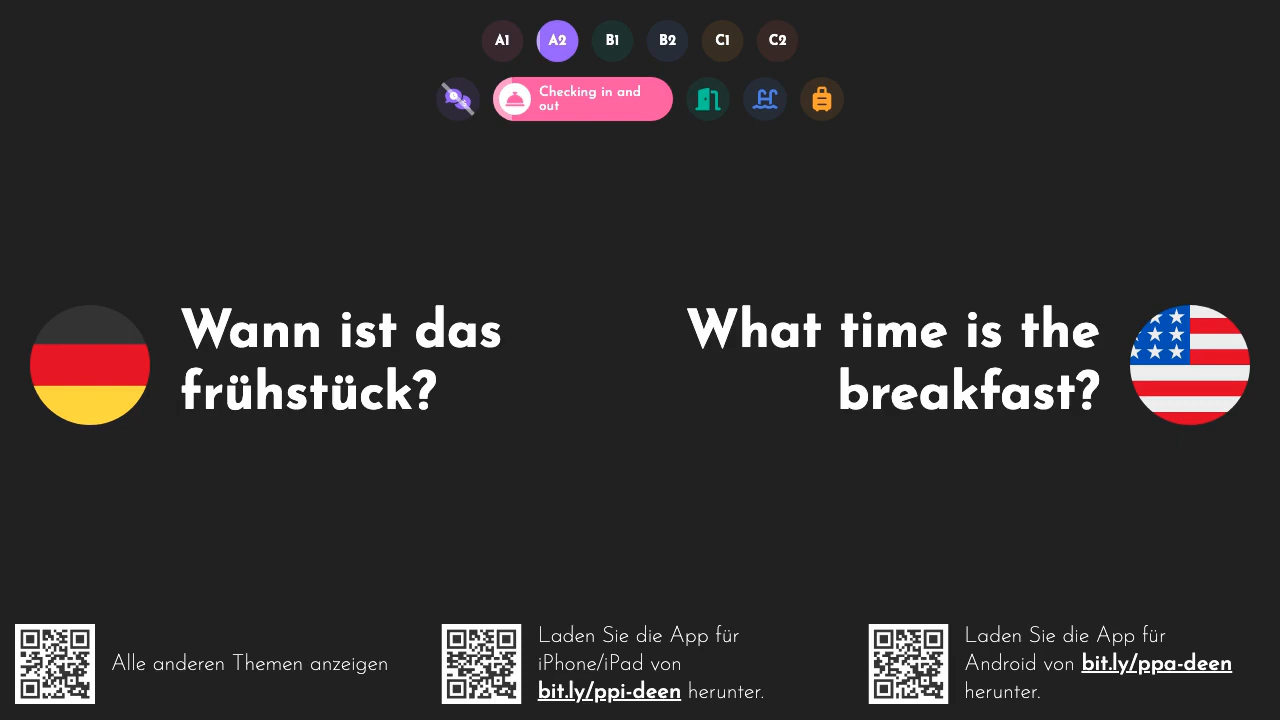 A1 A2 B1 B2 C1 C2
Checking in and
out
Wann ist das
frühstück?
What time is the
breakfast?
Alle anderen Themen anzeigen
Laden Sie die App für
iPhone/iPad von
bit.ly/ppi-deen herunter.
Laden Sie die App für
Android von bit.ly/ppa-deen
herunter.